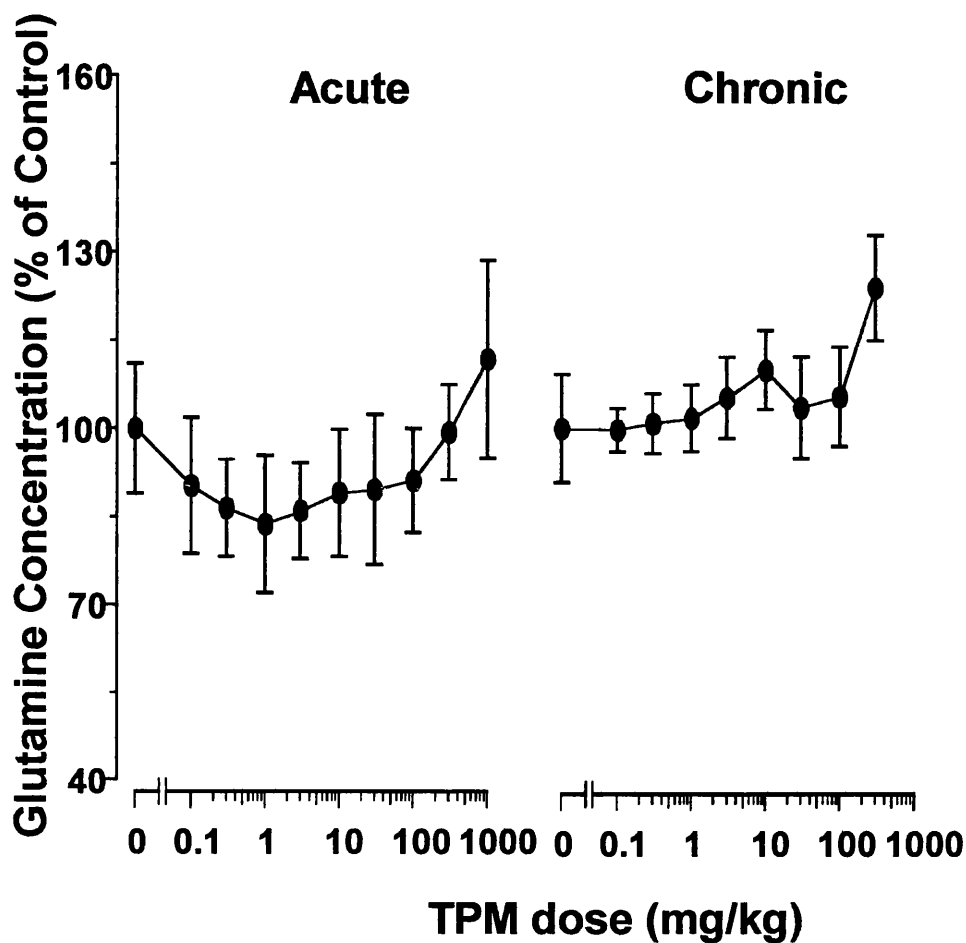 Glutamine Concentration (% of Control)
160
130
100
70
40
Acute
Chronic
0 0.1 1 10 100 1000
0 0.1 1 10 100 1000
TPM dose (mg/kg)